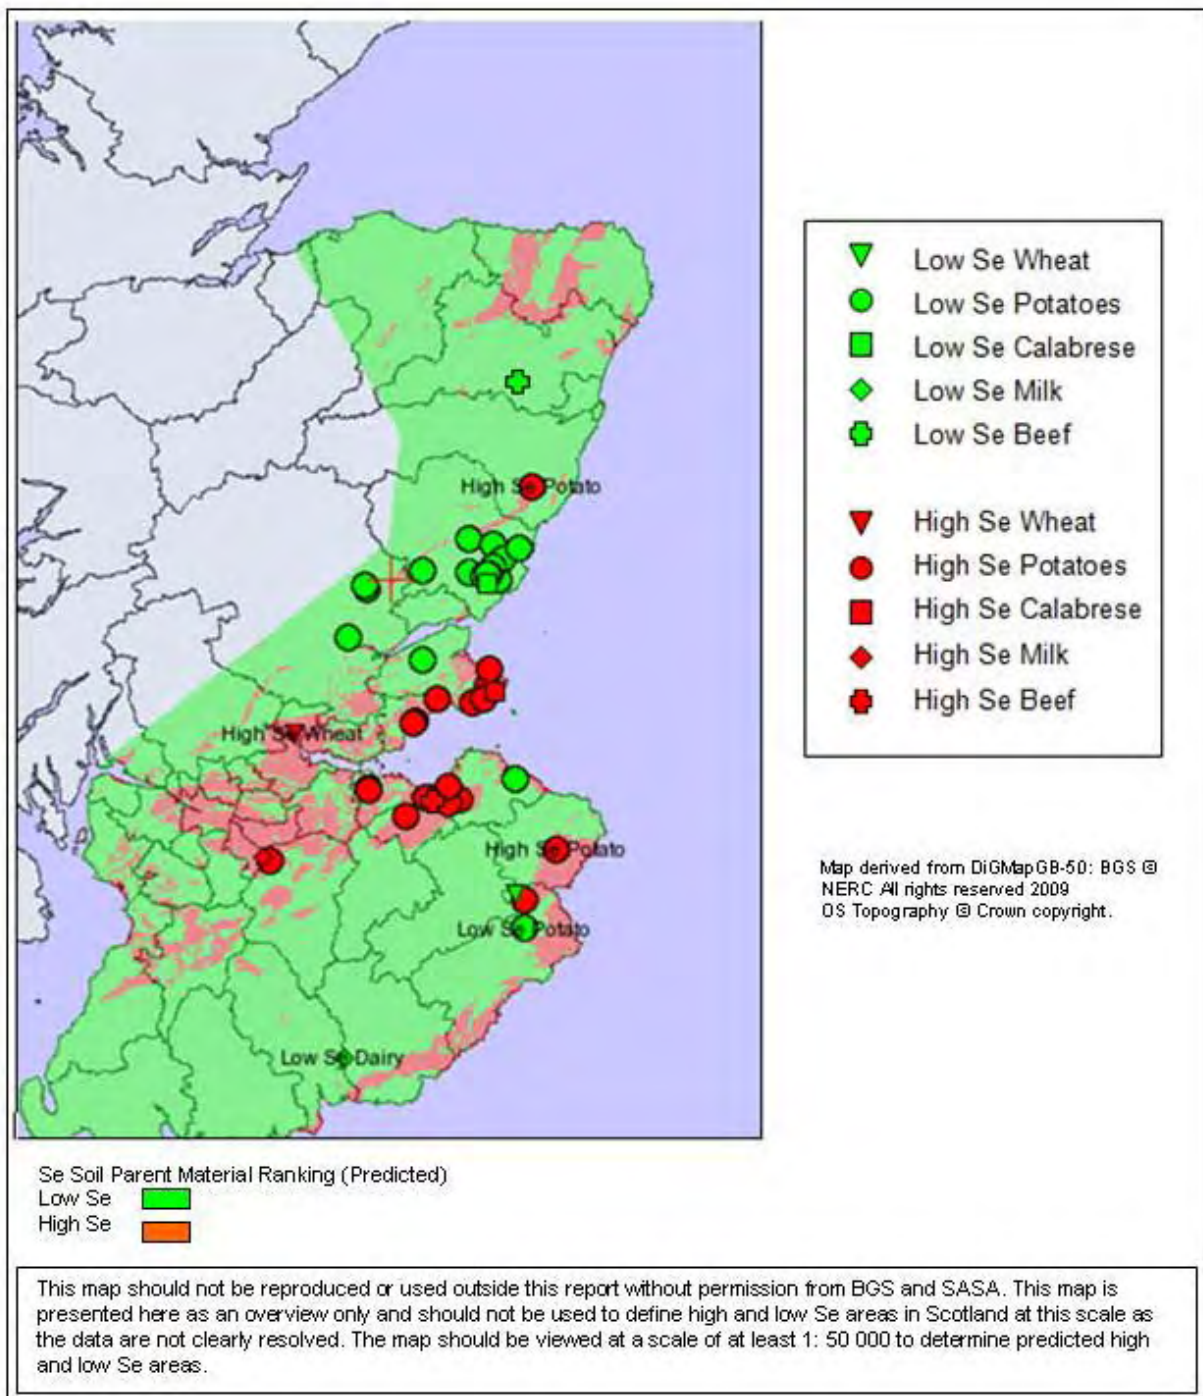 Low Se Wheat
Low Se Potatoes
Low Se Calabrese
Low Se Milk
Low Se Beef
High Se Wheat
High Se Potatoes
High Se Calabrese
High Se Milk
High Se Beef
High Se Potato
High Se Wheat
High Se Potato
Low Se Potato
Low Se Dairy
Map derived from DiGMapGB-50: BGS ©
NERC All rights reserved 2009
OS Topography © Crown copyright.
Se Soil Parent Material Ranking (Predicted)
Low Se
High Se
This map should not be reproduced or used outside this report without permission from BGS and SASA. This map is
presented here as an overview only and should not be used to define high and low Se areas in Scotland at this scale as
the data are not clearly resolved. The map should be viewed at a scale of at least 1: 50 000 to determine predicted high
and low Se areas.